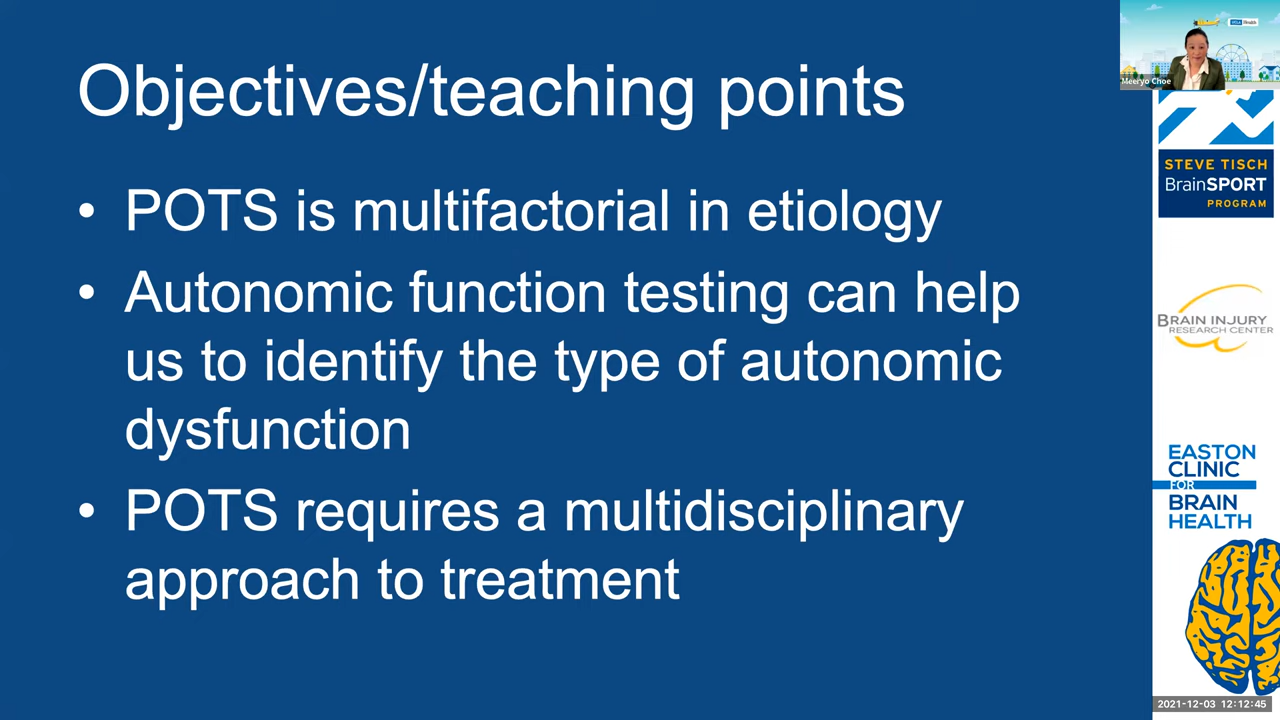 Objectives/teaching points
• POTS is multifactorial in etiology
• Autonomic function testing can help
us to identify the type of autonomic
dysfunction
• POTS requires a multidisciplinary
approach to treatment
Meeryo Choe
STEVE TISCH
BrainSPORT
PROGRAM
BRAIN INJURY
RESEARCH CENTER
EASTON
CLINIC
FOR
BRAIN
HEALTH
2021-12-03 12:12:45